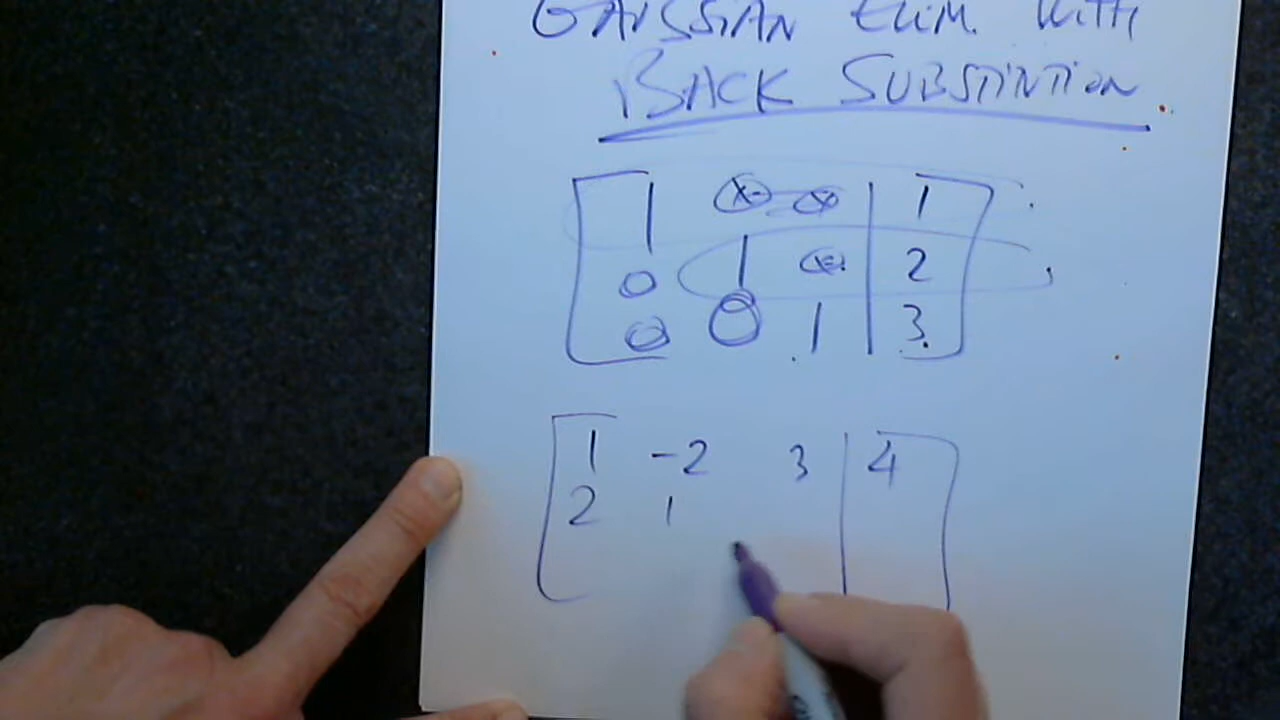 GAUSSIAN ELIM. WITH
BACK SUBSTINTION
1 * * 1
0 1 * 2
0 0 1 3
1 -2 3 4
2 1